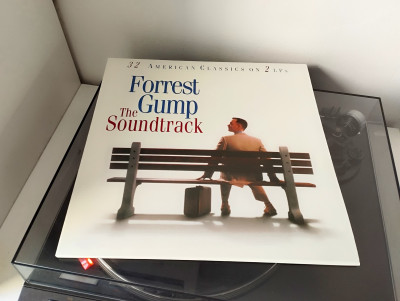 32 AMERICAN CLASSICS ON 2 LPs
Forrest
Gump
The
Soundtrack